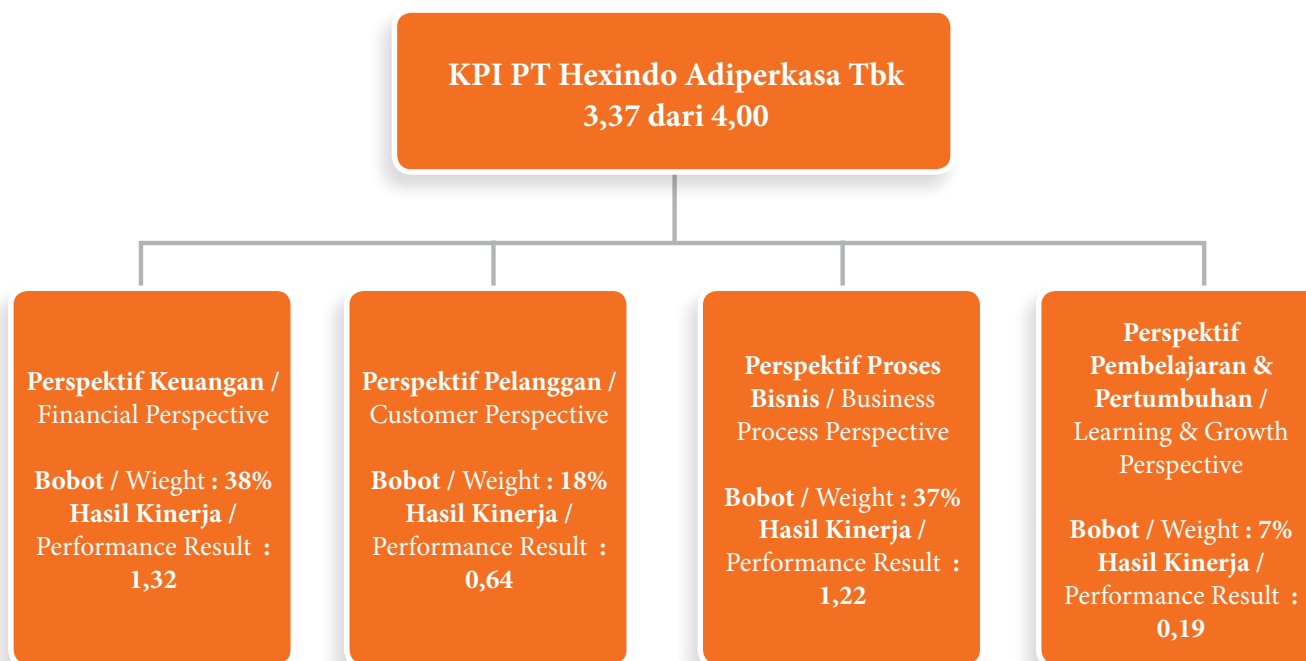 KPI PT Hexindo Adiperkasa Tbk
3,37 dari 4,00
Perspektif Keuangan /
Financial Perspective
Bobot / Wieght : 38%
Hasil Kinerja /
Performance Result :
1,32
Perspektif Pelanggan /
Customer Perspective
Bobot / Weight : 18%
Hasil Kinerja /
Performance Result :
0,64
Perspektif Proses
Bisnis / Business
Process Perspective
Bobot / Weight : 37%
Hasil Kinerja /
Performance Result :
1,22
Perspektif
Pembelajaran &
Pertumbuhan /
Learning & Growth
Perspective
Bobot / Weight : 7%
Hasil Kinerja /
Performance Result :
0,19